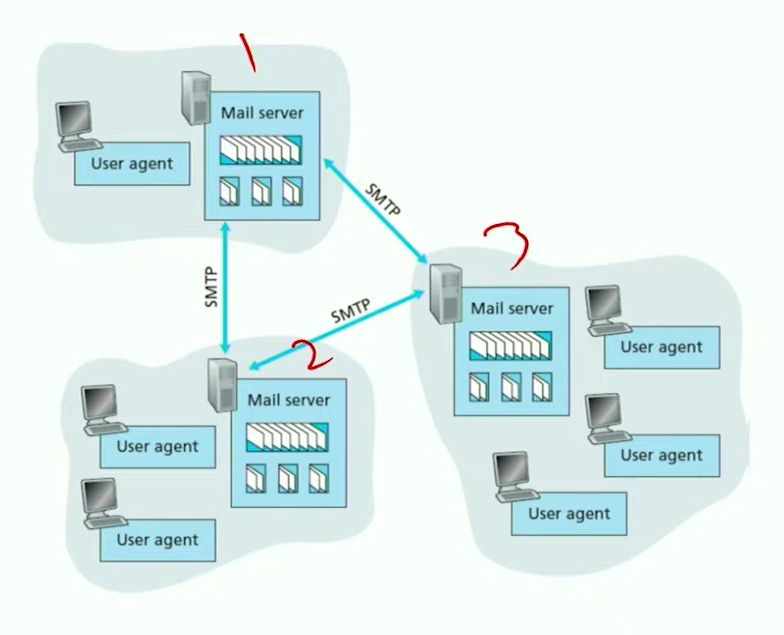 1
Mail server
User agent
SMTP
SMTP
3
SMTP
Mail server
User agent
2
Mail server
User agent
User agent
User agent
User agent